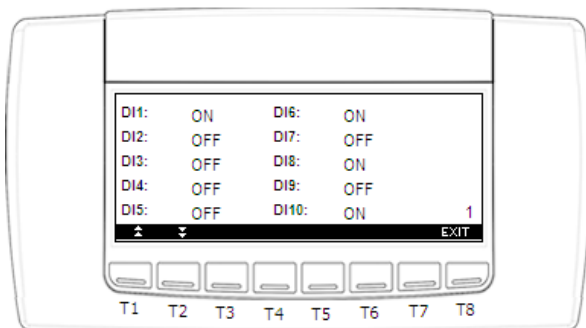 DI1: ON DI6: ON
DI2: OFF DI7: OFF
DI3: OFF DI8: ON
DI4: OFF DI9: OFF
DI5: OFF DI10: ON 1
EXIT
T1 T2 T3 T4 T5 T6 T7 T8